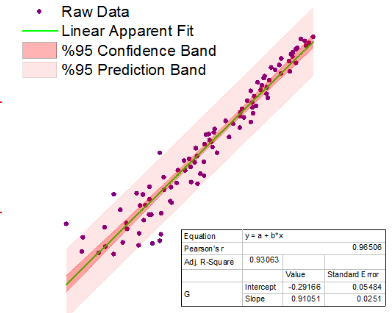 Raw Data
Linear Apparent Fit
%95 Confidence Band
%95 Prediction Band
Equation y = a + b*x
Pearson's r 0.96506
Adj. R-Square 0.93063
Value Standard Error
G Intercept -0.29166 0.05484
Slope 0.91051 0.0251